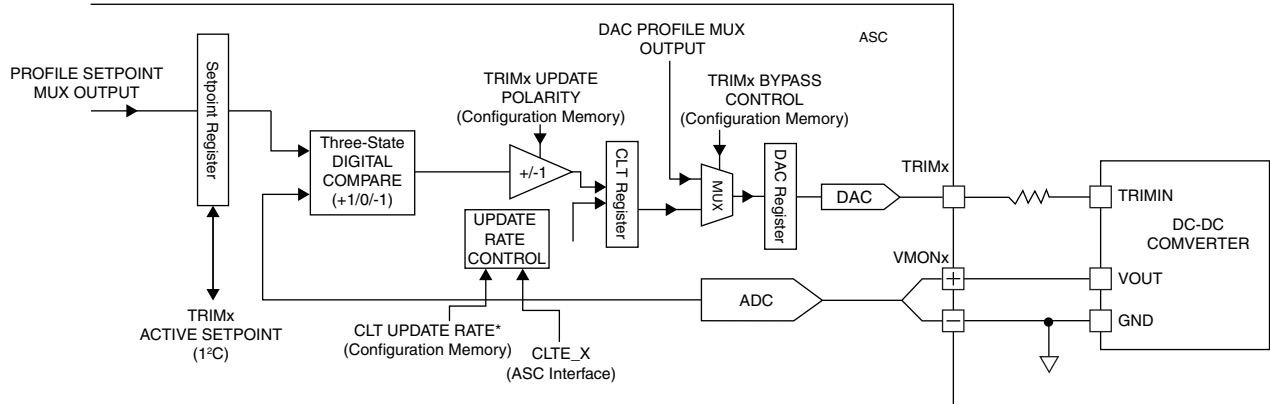 DAC PROFILE MUX
OUTPUT
ASC
PROFILE SETPOINT
MUX OUTPUT
Setpoint Register
TRIMx UPDATE
POLARITY
(Configuration Memory)
TRIMx BYPASS
CONTROL
(Configuration Memory)
Three-State
DIGITAL
COMPARE
(+1/0/-1)
+/-1
CLT Register
MUX
DAC Register
DAC
TRIMx
TRIMIN
DC-DC
COMVERTER
UPDATE
RATE
CONTROL
VMONx
+
VOUT
ADC
−
GND
TRIMx
ACTIVE SETPOINT
(1²C)
CLT UPDATE RATE*
(Configuration Memory)
CLTE_X
(ASC Interface)